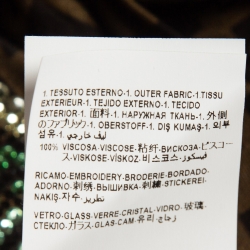 1. TESSUTO ESTERNO-1. OUTER FABRIC-1. TISSU
EXTERIEUR-1. TEJIDO EXTERNO-1. TECIDO
EXTERIOR-1. 面料-1. НАРУЖНАЯ ТКАНЬ-1. 外側
のファブリック-1. OBERSTOFF-1. DIŞ KUMAŞ-1. 외부
섬유-1. ليف خارجي
100% VISCOSA-VISCOSE-粘纤-ВИСКОЗА-ビスコー
ス-VISKOSE-VİSKOZ-비스코스-فيسكوز
RICAMO-EMBROIDERY-BRODERIE-BORDADO-
ADORNO-刺绣-ВЫШИВКА-刺繍-STICKEREI-
NAKIŞ-자수-تطريز
VETRO-GLASS-VERRE-CRISTAL-VIDRO-玻璃-
СТЕКЛО-ガラス-GLAS-CAM-유리-زجاج